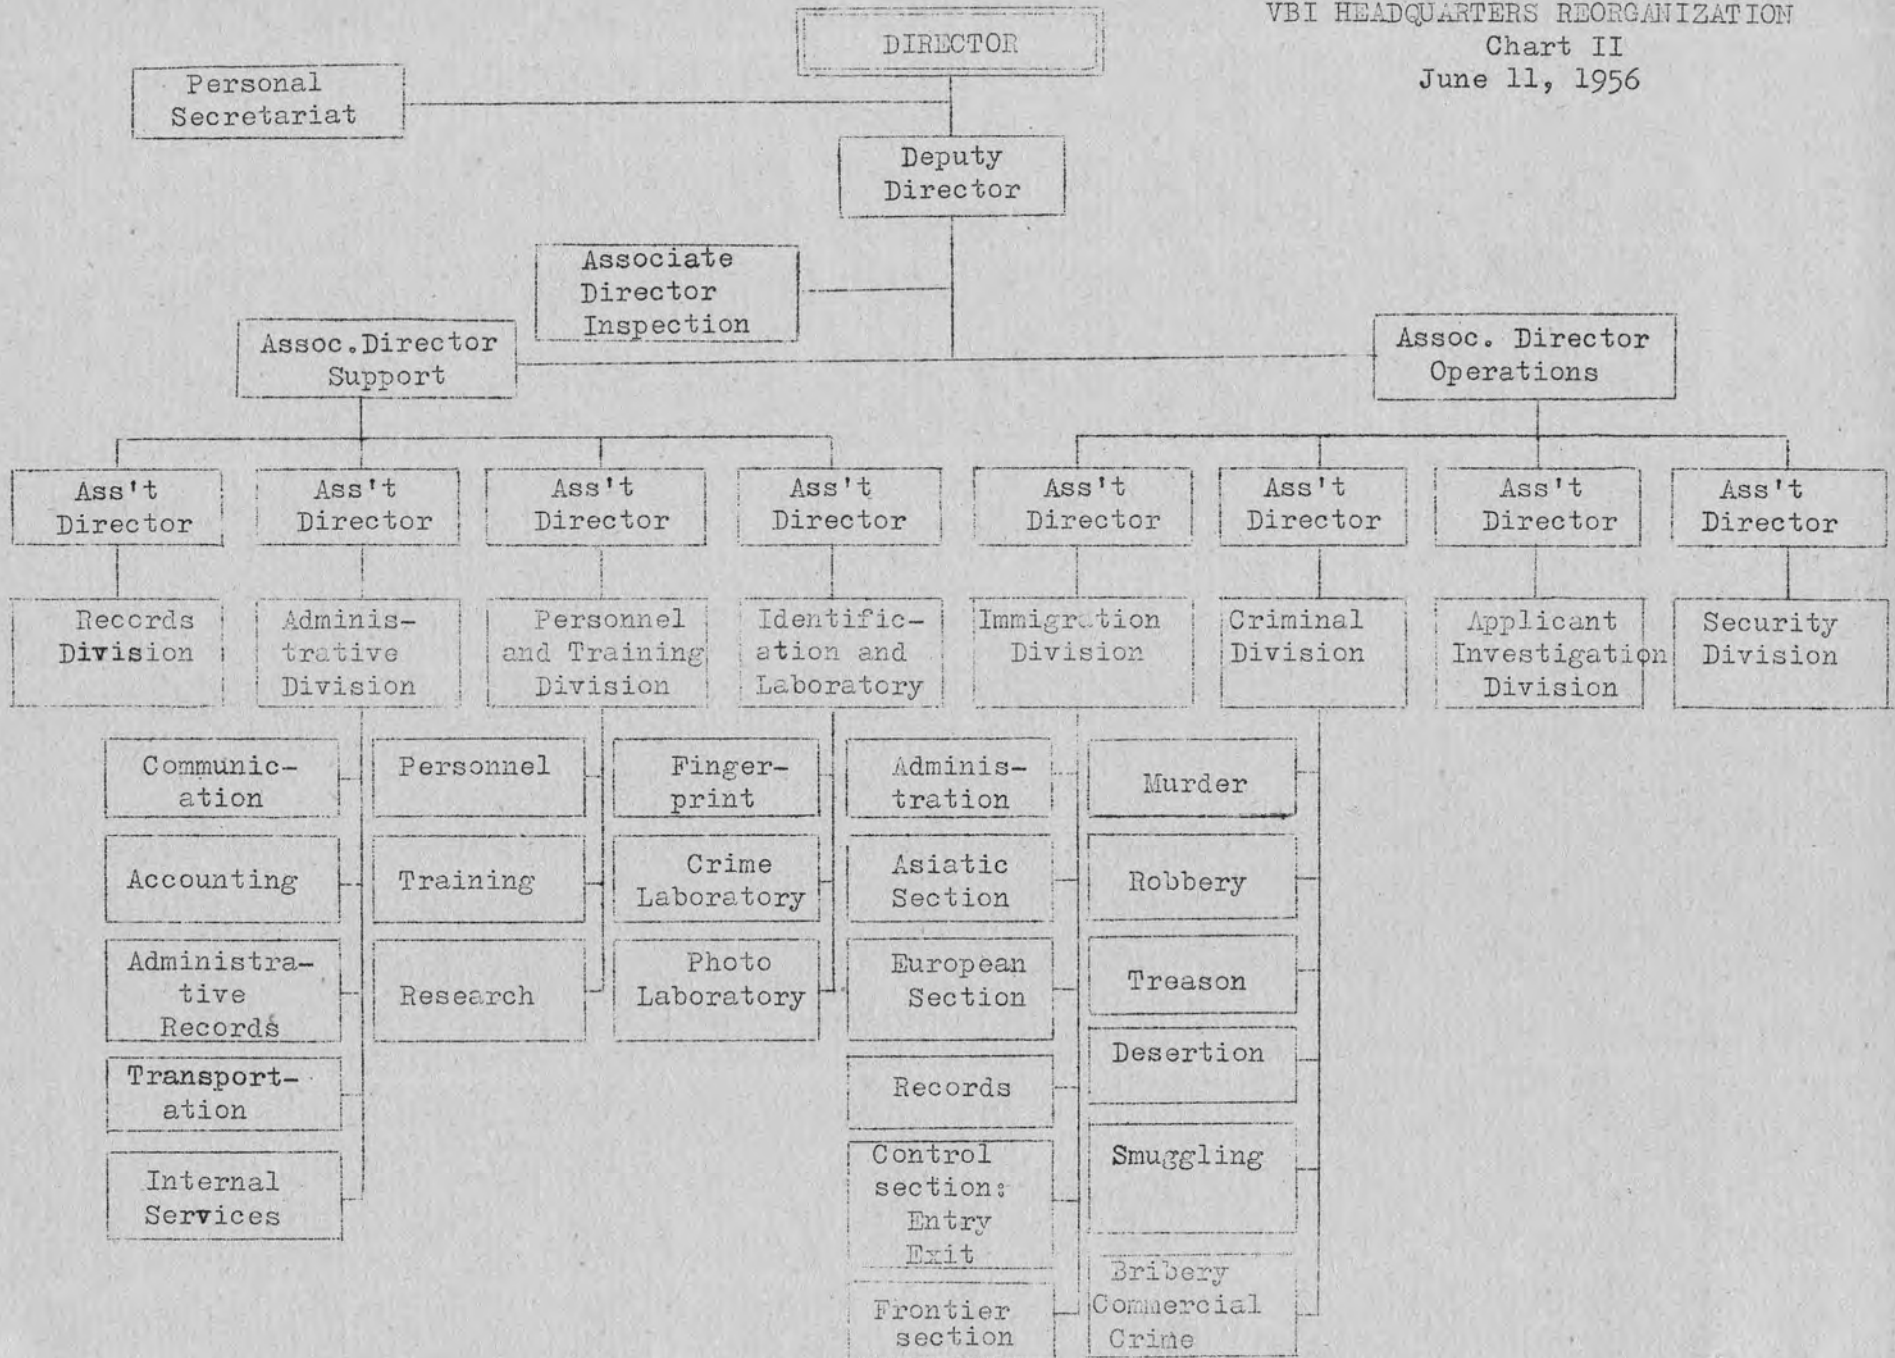 VBI HEADQUARTERS REORGANIZATION
Chart II
June 11, 1956
DIRECTOR
Personal
Secretariat
Deputy
Director
Associate
Director
Inspection
Assoc.Director
Support
Assoc. Director
Operations
Ass't
Director
Ass't
Director
Ass't
Director
Ass't
Director
Ass't
Director
Ass't
Director
Ass't
Director
Ass't
Director
Records
Division
Adminis-
trative
Division
Personnel
and Training
Division
Identific-
ation and
Laboratory
Immigration
Division
Criminal
Division
Applicant
Investigation
Division
Security
Division
Communic-
ation
Accounting
Administra-
tive
Records
Transport-
ation
Internal
Services
Personnel
Training
Research
Finger-
print
Crime
Laboratory
Photo
Laboratory
Adminis-
tration
Asiatic
Section
European
Section
Records
Control
section:
Entry
Exit
Frontier
section
Murder
Robbery
Treason
Desertion
Smuggling
Bribery
Commercial
Crime